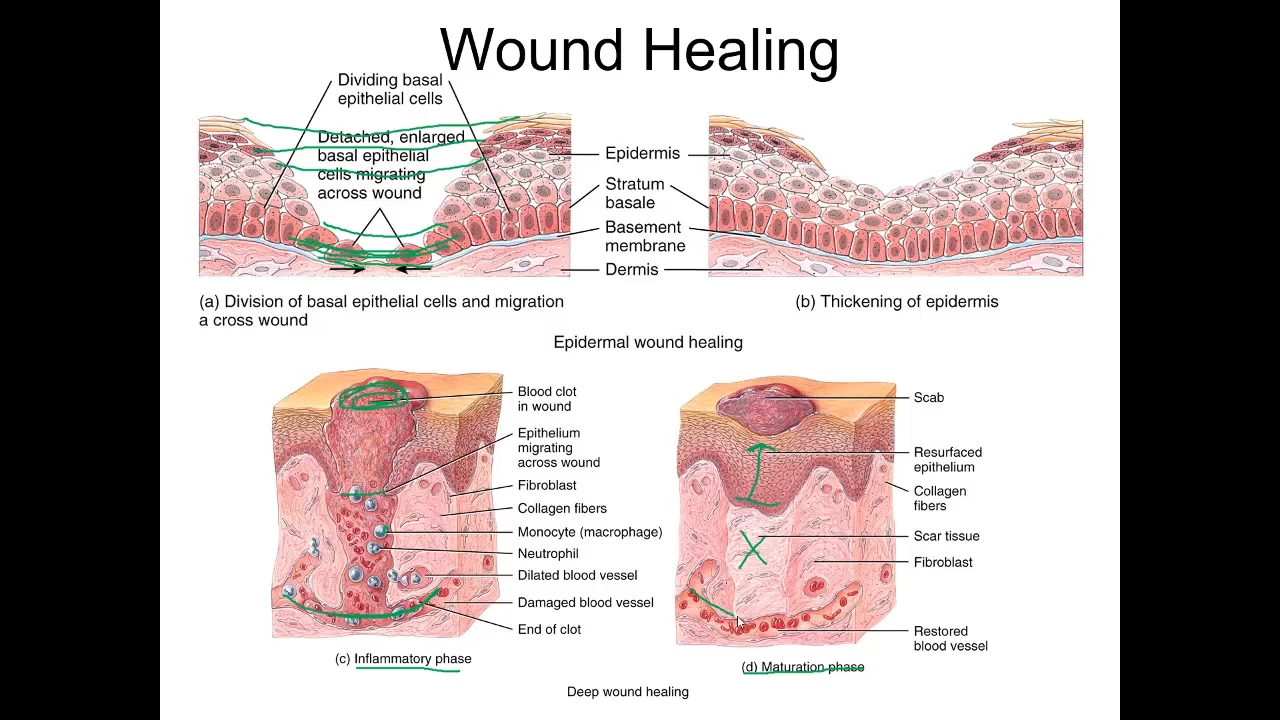 Wound Healing
Dividing basal
epithelial cells
Detached, enlarged
basal epithelial
cells migrating
across wound
Epidermis
Stratum
basale
Basement
membrane
Dermis
(a) Division of basal epithelial cells and migration
a cross wound
(b) Thickening of epidermis
Epidermal wound healing
Blood clot
in wound
Epithelium
migrating
across wound
Fibroblast
Collagen fibers
Monocyte (macrophage)
Neutrophil
Dilated blood vessel
Damaged blood vessel
End of clot
(c) Inflammatory phase
Scab
Resurfaced
epithelium
Collagen
fibers
Scar tissue
Fibroblast
Restored
blood vessel
(d) Maturation phase
Deep wound healing